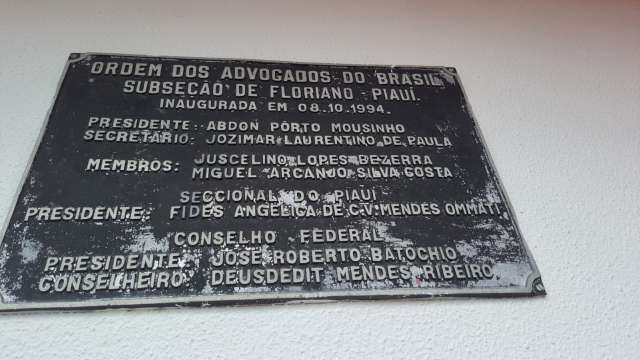 ORDEM DOS ADVOGADOS DO BRASIL
SUBSEÇÃO DE FLORIANO - PIAUÍ.
INAUGURADA EM 08.10.1994.
PRESIDENTE: ABDON PÔRTO MOUSINHO
SECRETÁRIO: JOZIMAR LAURENTINO DE PAULA
MEMBROS: JUSCELINO LOPES BEZERRA
MIGUEL ARCANJO SILVA COSTA
SECCIONAL DO PIAUÍ
PRESIDENTE: FIDES ANGÉLICA DE C.V. MENDES OMMATI
CONSELHO FEDERAL
PRESIDENTE: JOSÉ ROBERTO BATOCHIO
CONSELHEIRO: DEUSDEDIT MENDES RIBEIRO